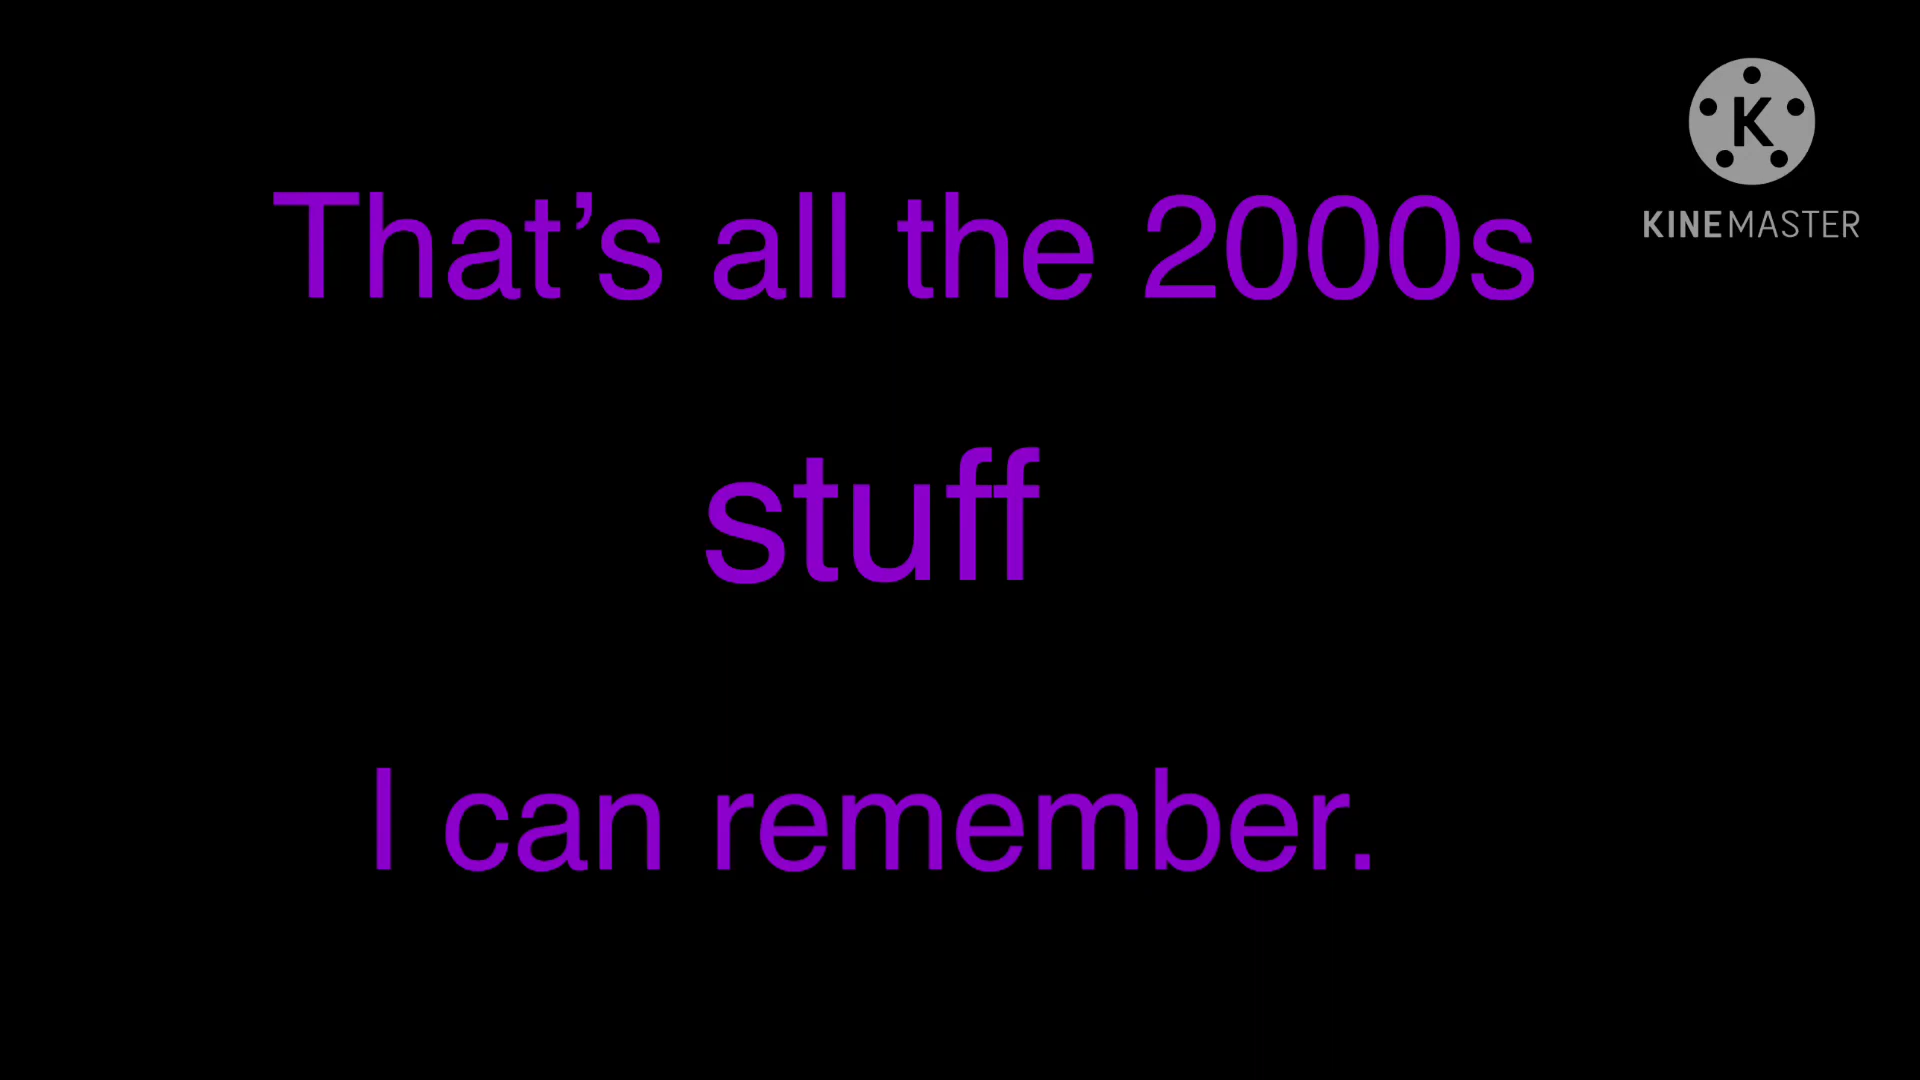 That’s all the 2000s
K
KINEMASTER
stuff
I can remember.